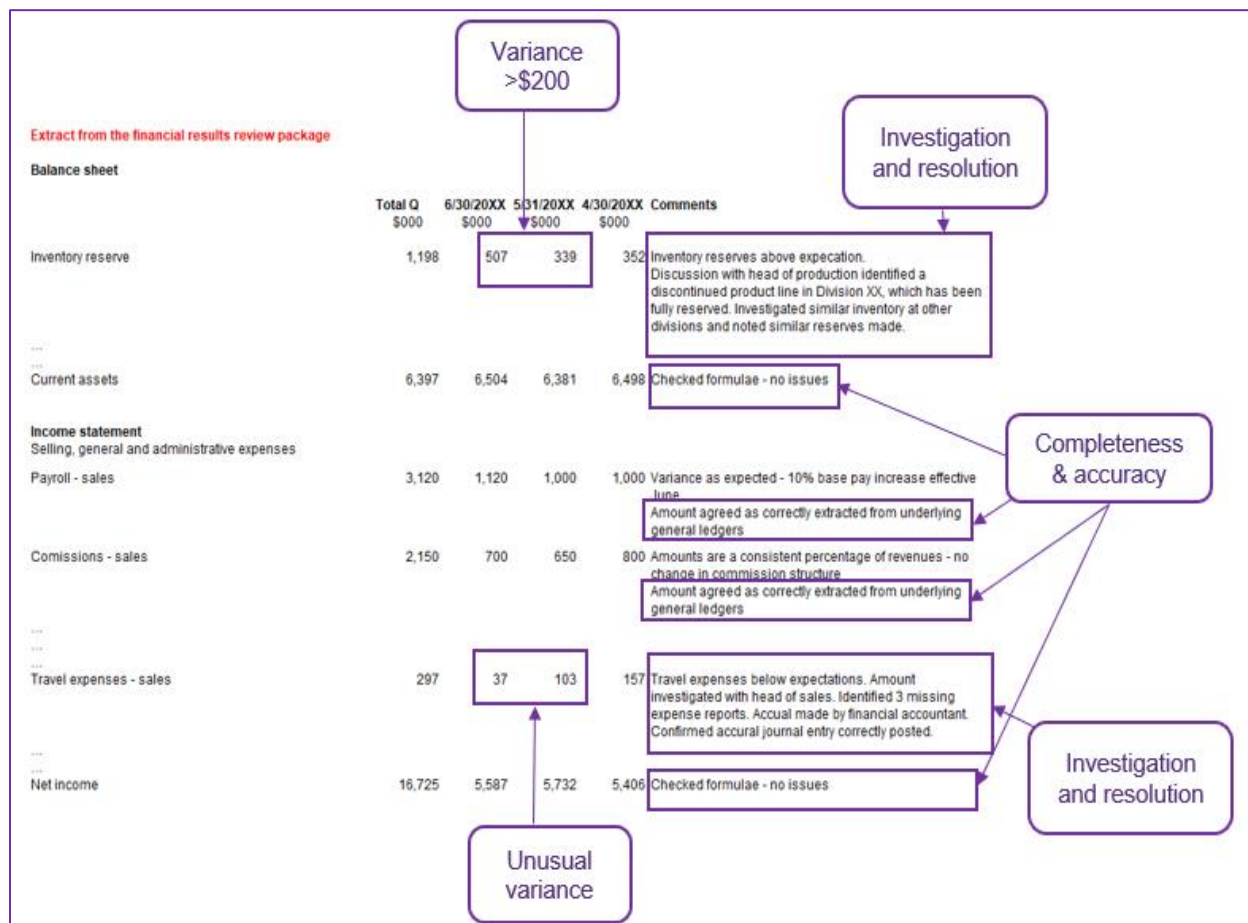 Variance
>$200
Extract from the financial results review package
Investigation
and resolution
Balance sheet
Total Q 6/30/20XX 5/31/20XX 4/30/20XX Comments
$000 $000 $000 $000
Inventory reserve 1,198 507 339 352 Inventory reserves above expecation.
Discussion with head of production identified a
discontinued product line in Division XX, which has been
fully reserved. Investigated similar inventory at other
divisions and noted similar reserves made.
...
...
Current assets 6,397 6,504 6,381 6,498 Checked formulae - no issues
Income statement
Selling, general and administrative expenses
Completeness
& accuracy
Payroll - sales 3,120 1,120 1,000 1,000 Variance as expected - 10% base pay increase effective
June
Amount agreed as correctly extracted from underlying
general ledgers
Comissions - sales 2,150 700 650 800 Amounts are a consistent percentage of revenues - no
change in commission structure
Amount agreed as correctly extracted from underlying
general ledgers
...
...
...
Travel expenses - sales 297 37 103 157 Travel expenses below expectations. Amount
investigated with head of sales. Identified 3 missing
expense reports. Accual made by financial accountant.
Confirmed accural journal entry correctly posted.
...
...
Net income 16,725 5,587 5,732 5,406 Checked formulae - no issues
Investigation
and resolution
Unusual
variance